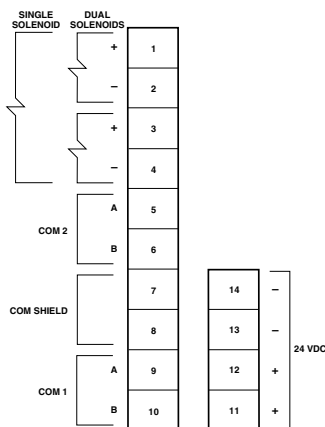 SINGLE SOLENOID
DUAL SOLENOIDS
+ 1
− 2
+ 3
− 4
COM 2
A 5
B 6
COM SHIELD
7
8
COM 1
A 9
B 10
14 −
13 −
12 +
11 +
24 VDC